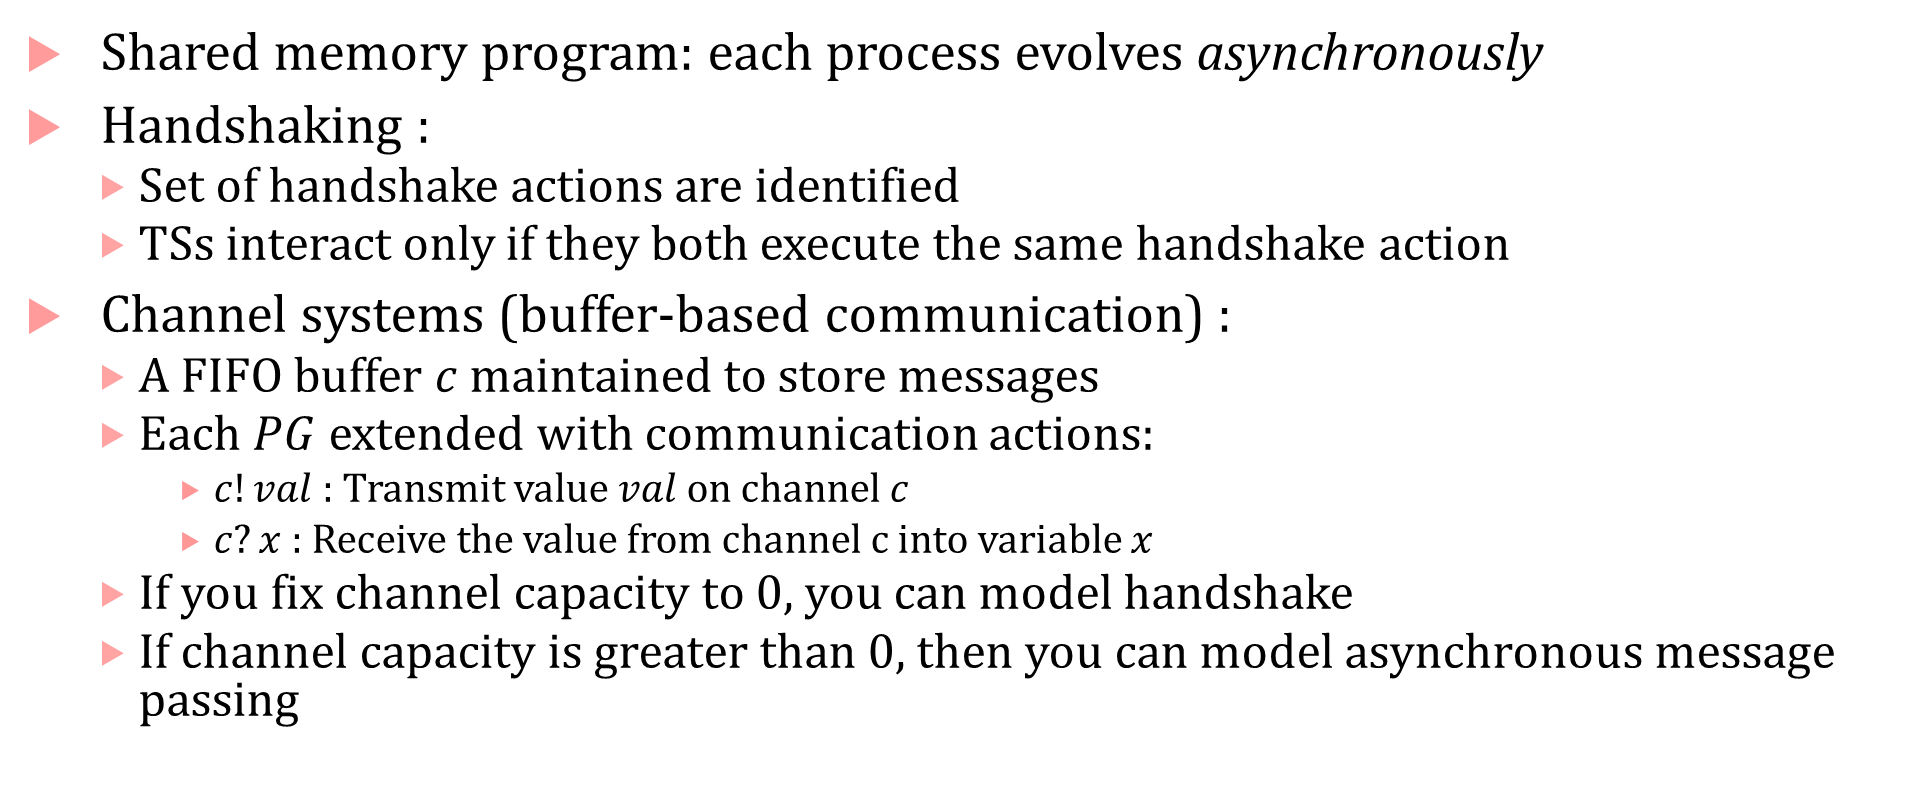 Shared memory program: each process evolves asynchronously
Handshaking :
Set of handshake actions are identified
TSs interact only if they both execute the same handshake action
Channel systems (buffer-based communication) :
A FIFO buffer c maintained to store messages
Each PG extended with communication actions:
c! val : Transmit value val on channel c
c? x : Receive the value from channel c into variable x
If you fix channel capacity to 0, you can model handshake
If channel capacity is greater than 0, then you can model asynchronous message
passing